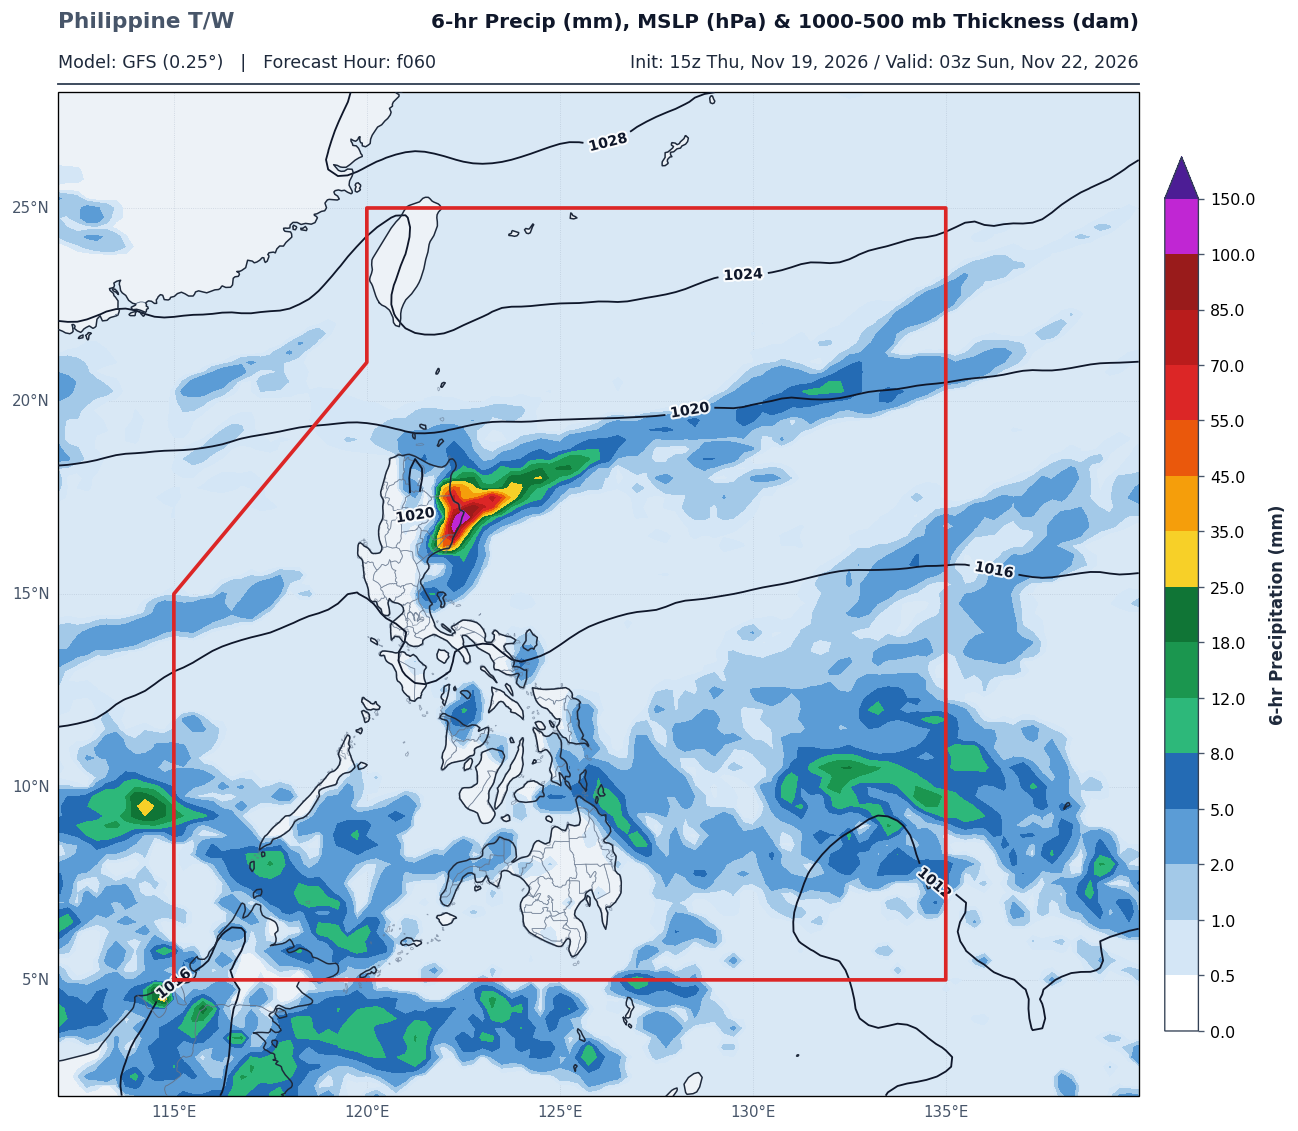 Philippine T/W
6-hr Precip (mm), MSLP (hPa) & 1000-500 mb Thickness (dam)
Model: GFS (0.25°) | Forecast Hour: f060
Init: 15z Thu, Nov 19, 2026 / Valid: 03z Sun, Nov 22, 2026
1028
1024
1020
1020
1016
1012
1016
25°N
20°N
15°N
10°N
5°N
115°E
120°E
125°E
130°E
135°E
150.0
100.0
85.0
70.0
55.0
45.0
35.0
25.0
18.0
12.0
8.0
5.0
2.0
1.0
0.5
0.0
6-hr Precipitation (mm)